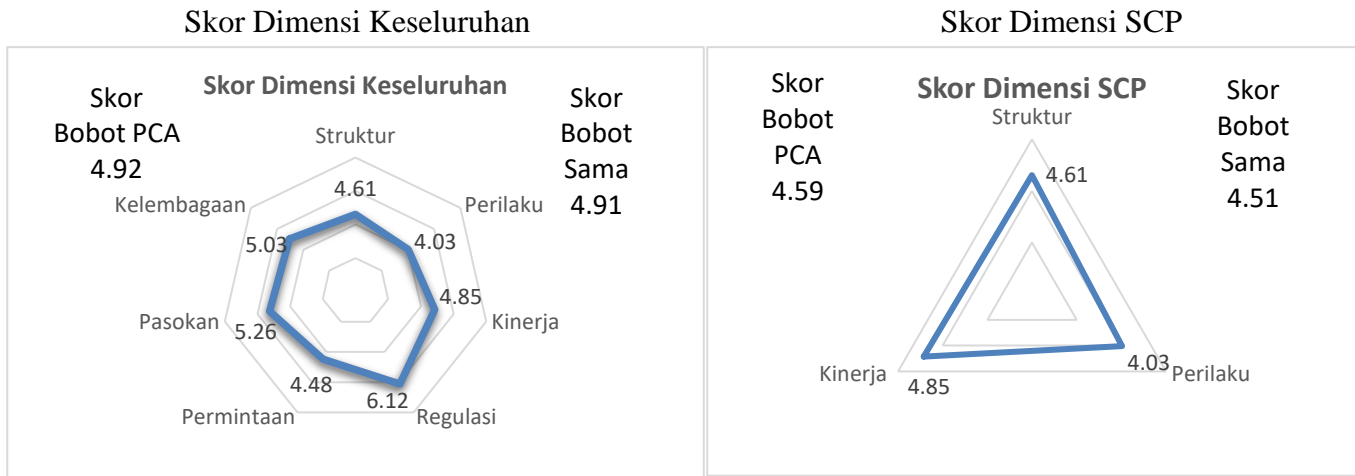 Skor Dimensi Keseluruhan
Skor
Bobot PCA
4.92
Skor Dimensi Keseluruhan
Skor
Bobot
Sama
4.91
Struktur
4.61
Perilaku
4.03
Kinerja
4.85
Regulasi
6.12
Permintaan
4.48
Pasokan
5.26
Kelembagaan
5.03
Skor Dimensi SCP
Skor
Bobot
PCA
4.59
Skor Dimensi SCP
Skor
Bobot
Sama
4.51
Struktur
4.61
Perilaku
4.03
Kinerja
4.85